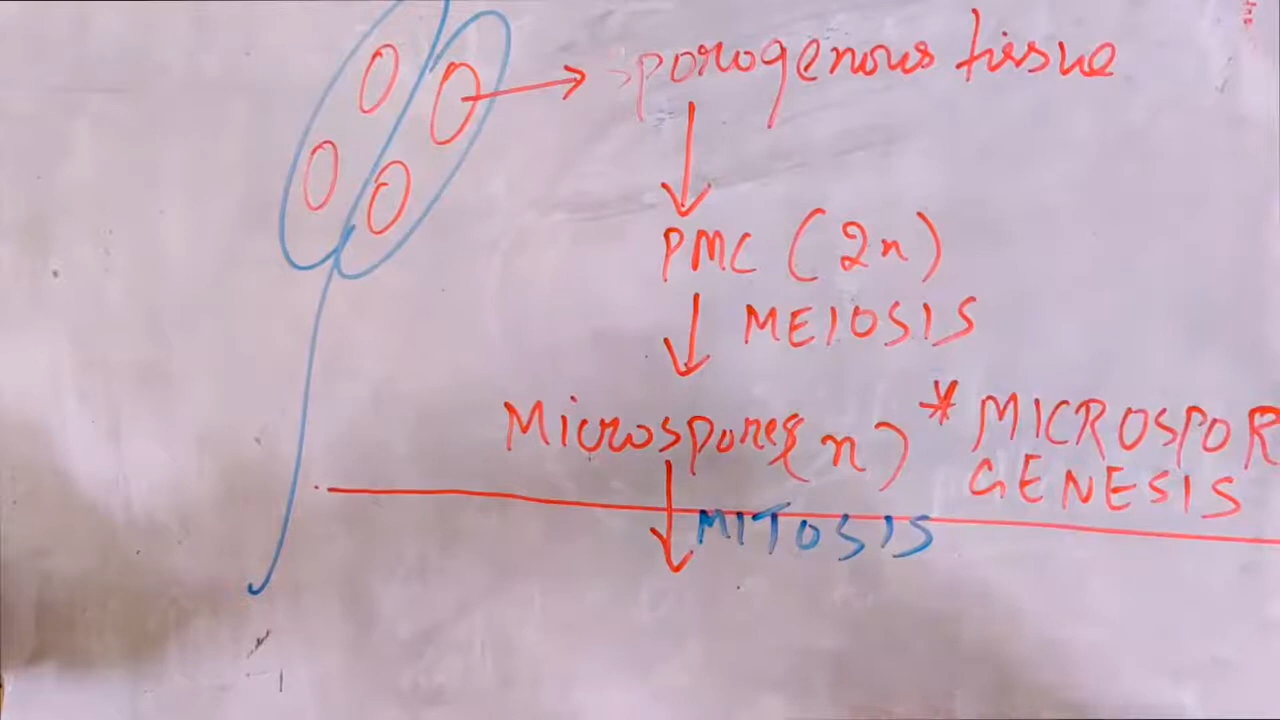 sporogenous tissue
PMC (2n)
MEIOSIS
Microspores(n) * MICROSPOR
GENESIS
MITOSIS